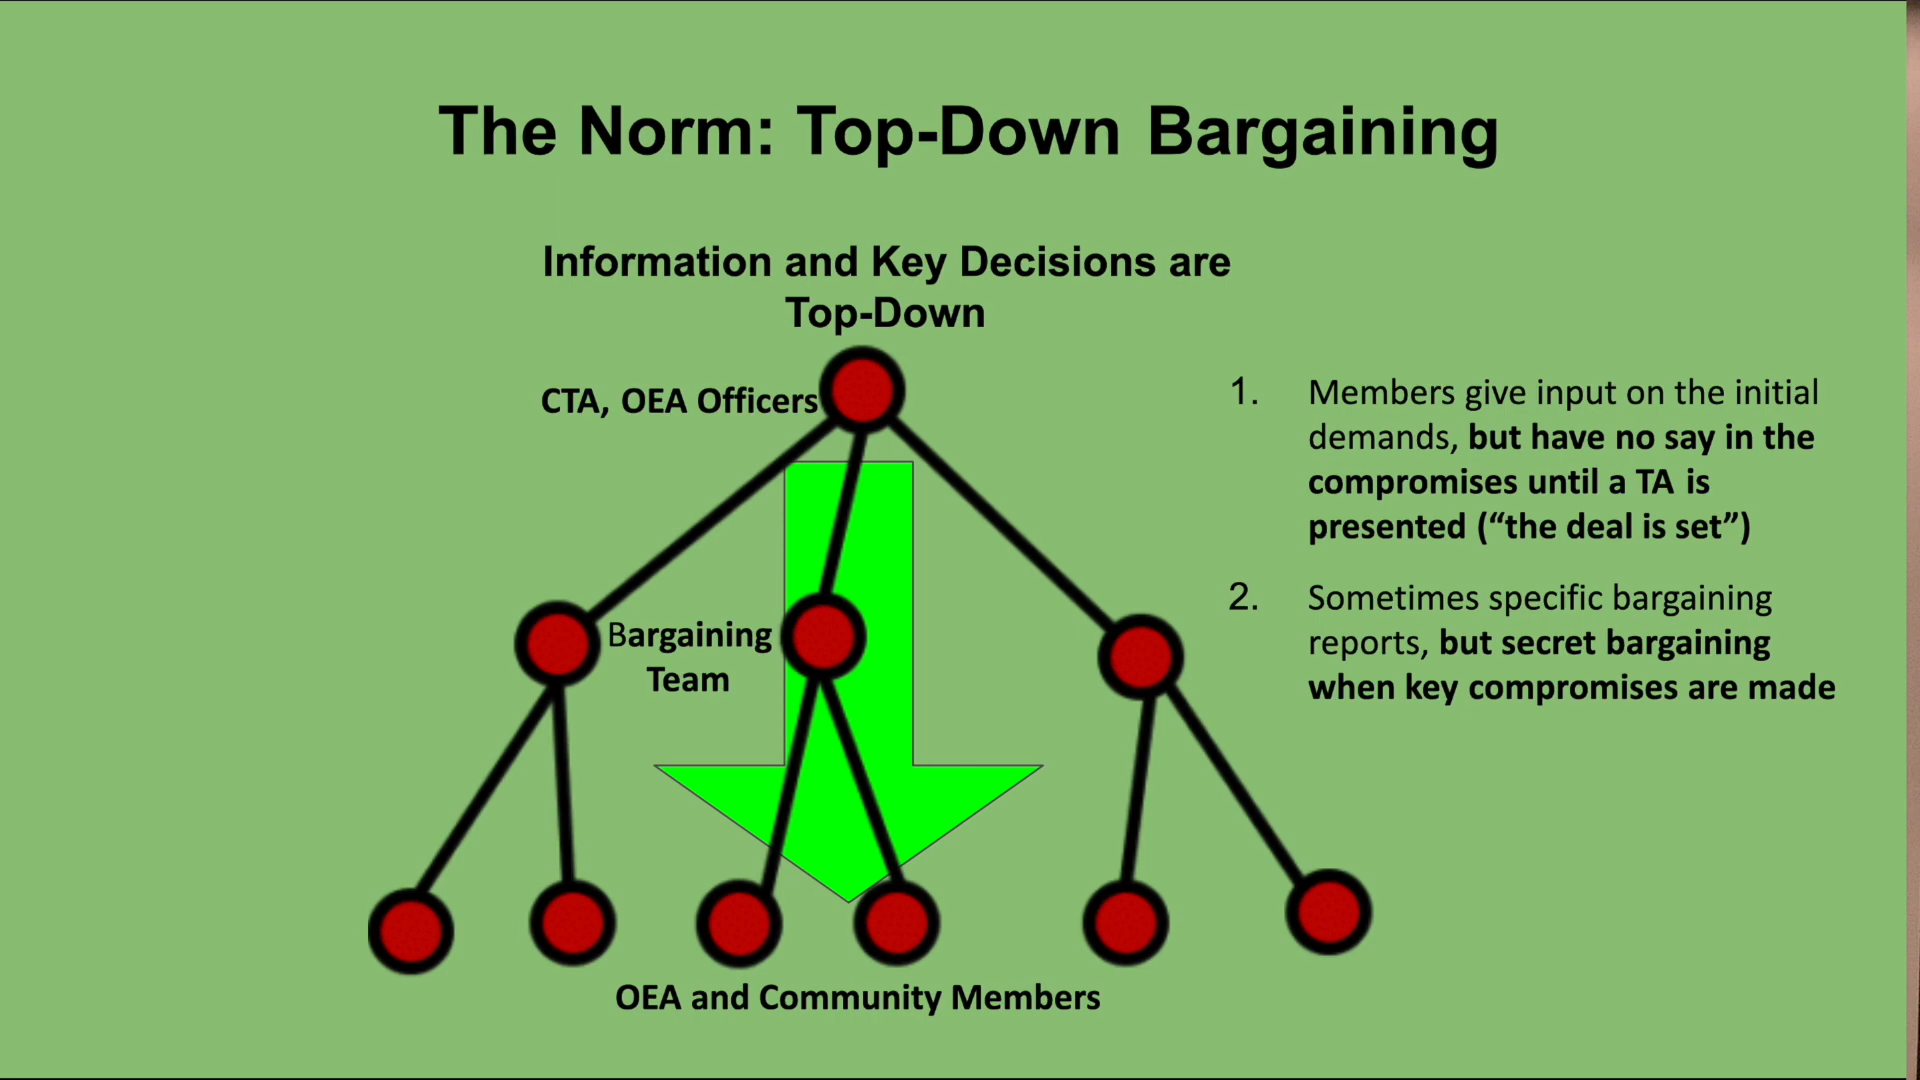 The Norm: Top-Down Bargaining
Information and Key Decisions are
Top-Down
CTA, OEA Officers
Bargaining
Team
OEA and Community Members
1. Members give input on the initial
demands, but have no say in the
compromises until a TA is
presented (“the deal is set”)
2. Sometimes specific bargaining
reports, but secret bargaining
when key compromises are made